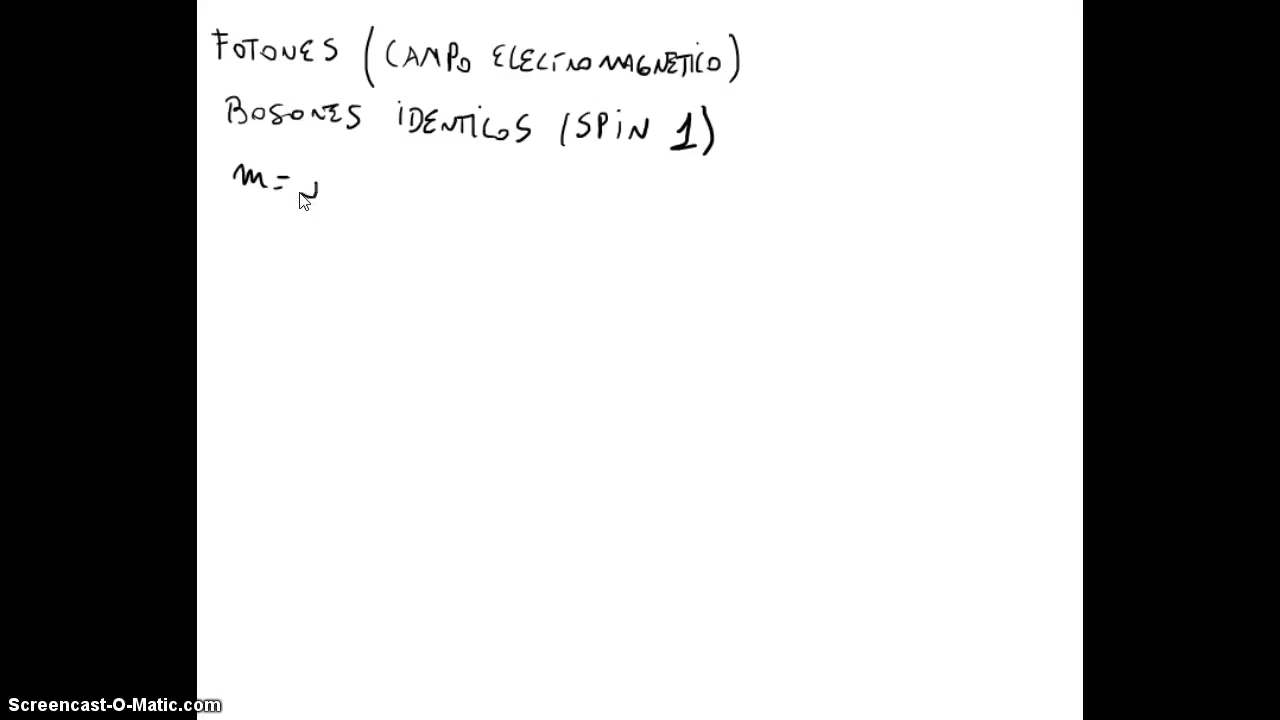 FOTONES (CAMPO ELECTROMAGNETICO)
BOSONES IDENTICOS (SPIN 1)
m=
Screencast-O-Matic.com